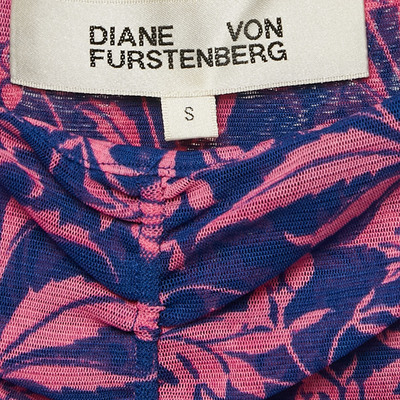 DIANE VON
FURSTENBERG
S